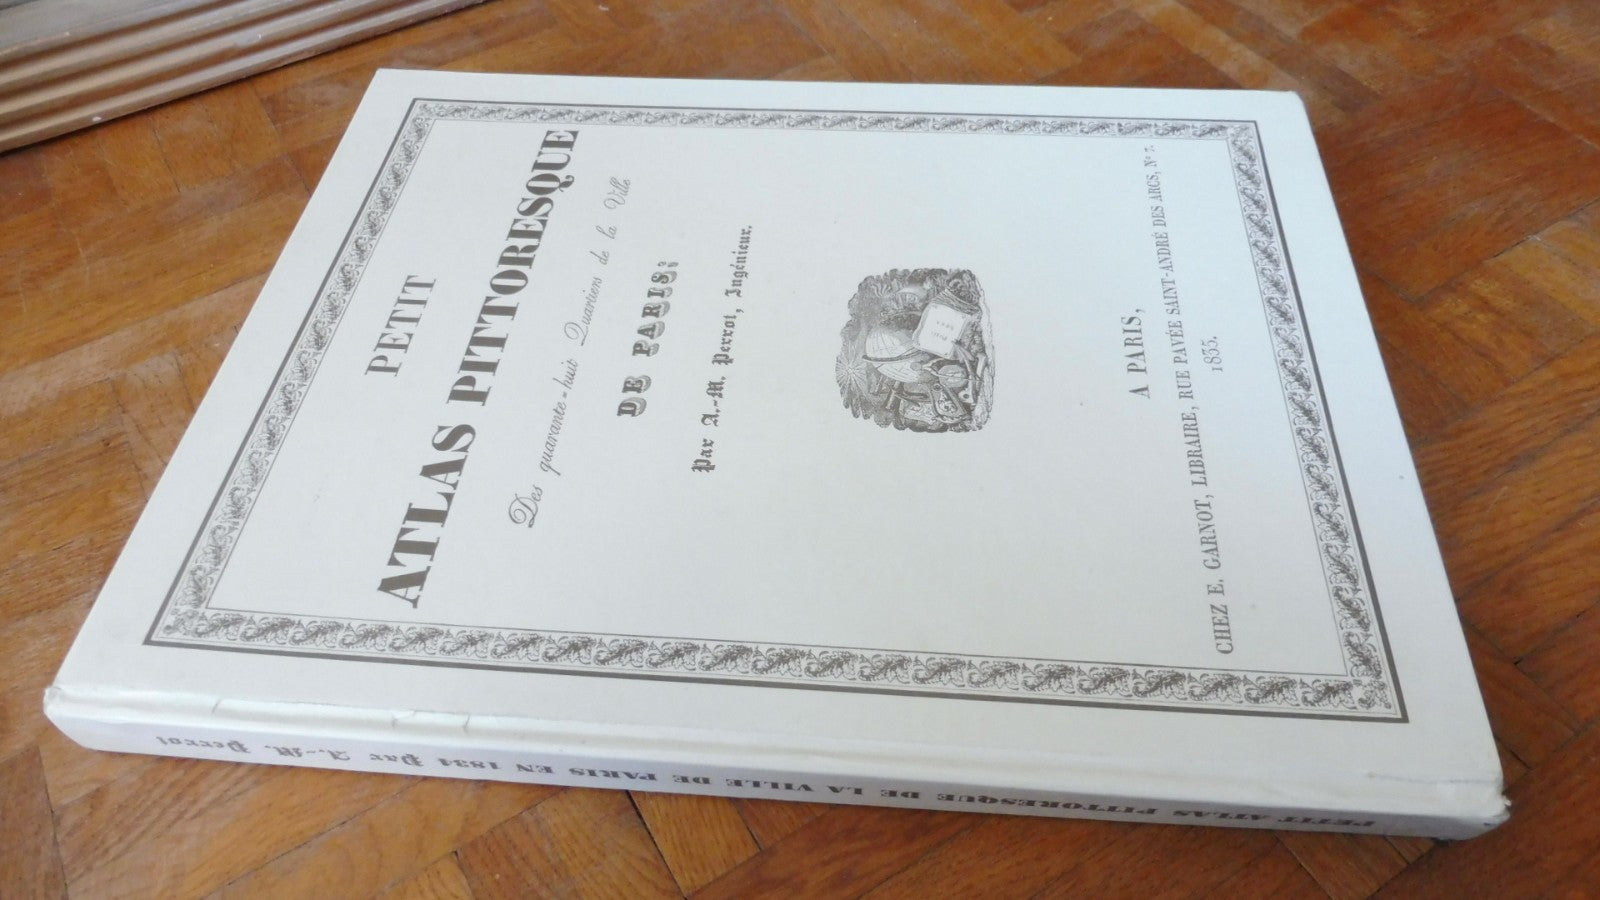 PETIT
ATLAS PITTORESQUE
Des quarante-huit Quartiers de la Ville
DE PARIS;
Par A.-M. Perrot, Ingénieur.
A PARIS,
CHEZ E. GARNOT, LIBRAIRE, RUE PAVÉE SAINT-ANDRÉ DES ARCS, Nº 7.
1835.
PETIT ATLAS PITTORESQUE DE LA VILLE DE PARIS EN 1834 Par A.-M. Perrot